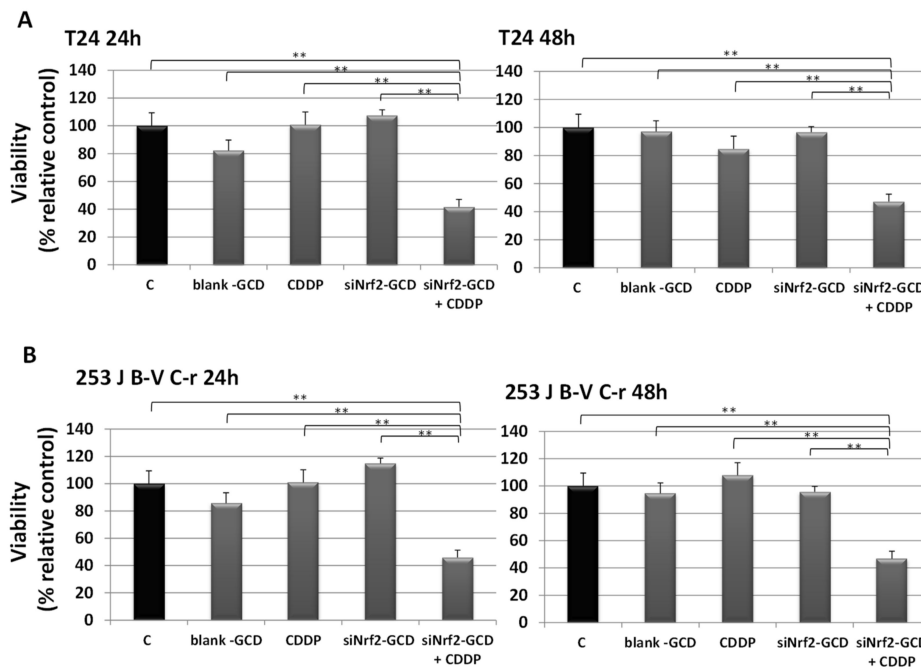 A
T24 24h
**
**
**
**
140
120
100
80
60
40
20
0
Viability
(% relative control)
C
blank -GCD
CDDP
siNrf2-GCD
siNrf2-GCD
+ CDDP
T24 48h
**
**
**
**
140
120
100
80
60
40
20
0
C
blank -GCD
CDDP
siNrf2-GCD
siNrf2-GCD
+ CDDP
B
253 J B-V C-r 24h
**
**
**
**
140
120
100
80
60
40
20
0
Viability
(% relative control)
C
blank -GCD
CDDP
siNrf2-GCD
siNrf2-GCD
+ CDDP
253 J B-V C-r 48h
**
**
**
**
140
120
100
80
60
40
20
0
C
blank -GCD
CDDP
siNrf2-GCD
siNrf2-GCD
+ CDDP